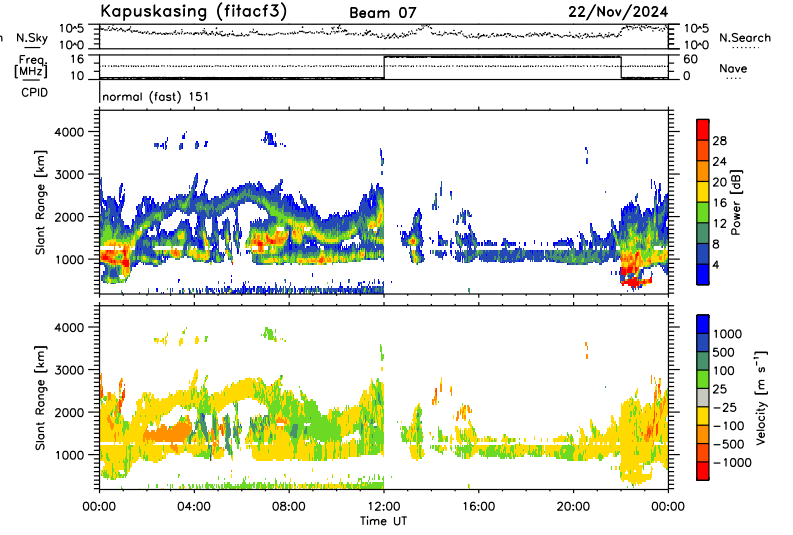 Kapuskasing (fitacf3) Beam 07 22/Nov/2024
N.Sky 10^5 10^0 10^5 10^0 N.Search
Freq. [MHz] 16 10 60 0 Nave
CPID normal (fast) 151
Slant Range [km]
4000
3000
2000
1000
Power [dB]
28
24
20
16
12
8
4
Slant Range [km]
4000
3000
2000
1000
Velocity [m s⁻¹]
1000
500
100
25
-25
-100
-500
-1000
00:00 04:00 08:00 12:00 16:00 20:00 00:00
Time UT